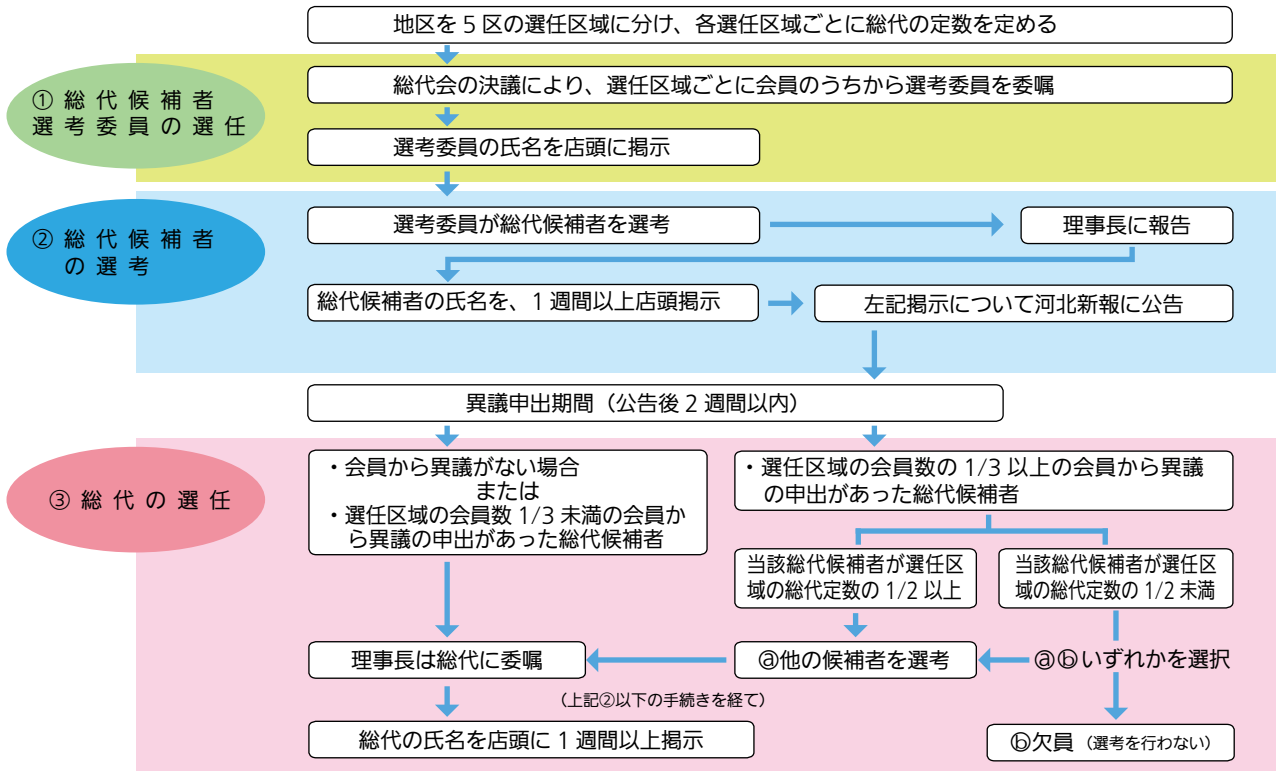 地区を5区の選任区域に分け、各選任区域ごとに総代の定数を定める
①総代候補者
選考委員の選任
総代会の決議により、選任区域ごとに会員のうちから選考委員を委嘱
選考委員の氏名を店頭に掲示
②総代候補者
の選考
選考委員が総代候補者を選考
理事長に報告
総代候補者の氏名を、1週間以上店頭掲示
左記掲示について河北新報に公告
異議申出期間（公告後2週間以内）
③総代の選任
・会員から異議がない場合
または
・選任区域の会員数1/3未満の会員か
ら異議の申出があった総代候補者
・選任区域の会員数の1/3以上の会員から異議
の申出があった総代候補者
当該総代候補者が選任区
域の総代定数の1/2以上
当該総代候補者が選任区
域の総代定数の1/2未満
理事長は総代に委嘱
ⓐ他の候補者を選考
ⓐⓑいずれかを選択
（上記②以下の手続きを経て）
総代の氏名を店頭に1週間以上掲示
ⓑ欠員（選考を行わない）